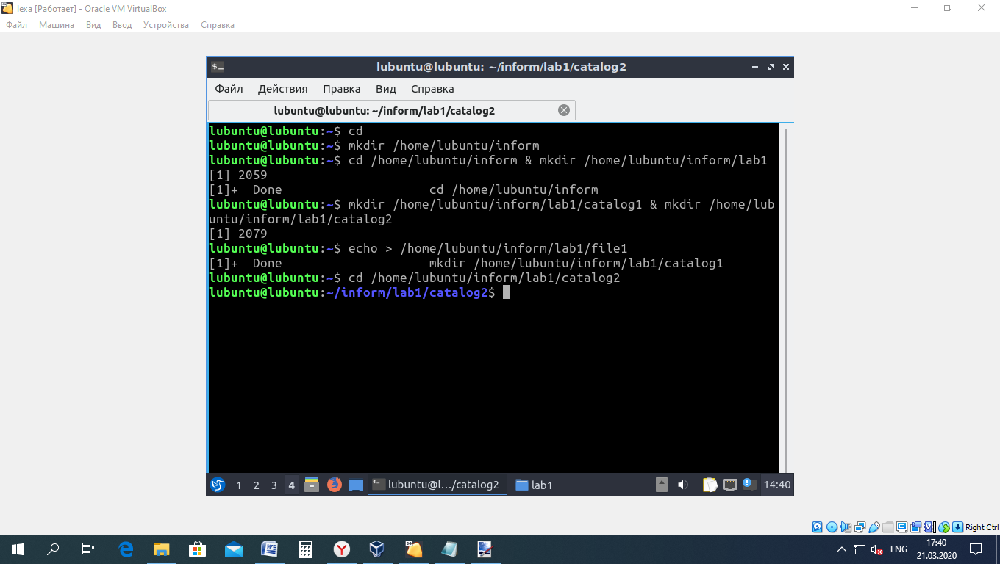 lexa [Работает] - Oracle VM VirtualBox
Файл Машина Вид Ввод Устройства Справка
lubuntu@lubuntu: ~/inform/lab1/catalog2
Файл Действия Правка Вид Справка
lubuntu@lubuntu: ~/inform/lab1/catalog2
lubuntu@lubuntu:~$ cd
lubuntu@lubuntu:~$ mkdir /home/lubuntu/inform
lubuntu@lubuntu:~$ cd /home/lubuntu/inform & mkdir /home/lubuntu/inform/lab1
[1] 2059
[1]+  Done                    cd /home/lubuntu/inform
lubuntu@lubuntu:~$ mkdir /home/lubuntu/inform/lab1/catalog1 & mkdir /home/lub
untu/inform/lab1/catalog2
[1] 2079
lubuntu@lubuntu:~$ echo > /home/lubuntu/inform/lab1/file1
[1]+  Done                    mkdir /home/lubuntu/inform/lab1/catalog1
lubuntu@lubuntu:~$ cd /home/lubuntu/inform/lab1/catalog2
lubuntu@lubuntu:~/inform/lab1/catalog2$
1 2 3 4 lubuntu@l…/catalog2 lab1 14:40
Right Ctrl
ENG 17:40
21.03.2020